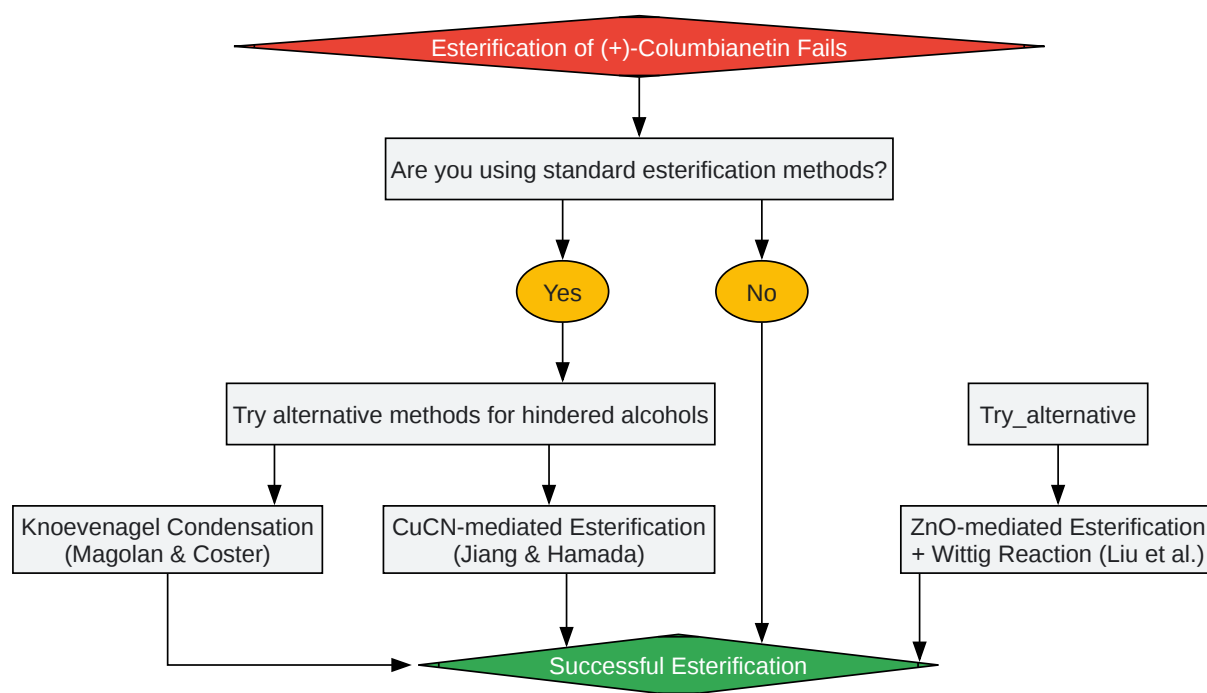 Esterification of (+)-Columbianetin Fails
Are you using standard esterification methods?
Yes
No
Try alternative methods for hindered alcohols
Try_alternative
Knoevenagel Condensation
(Magolan & Coster)
CuCN-mediated Esterification
(Jiang & Hamada)
ZnO-mediated Esterification
+ Wittig Reaction (Liu et al.)
Successful Esterification